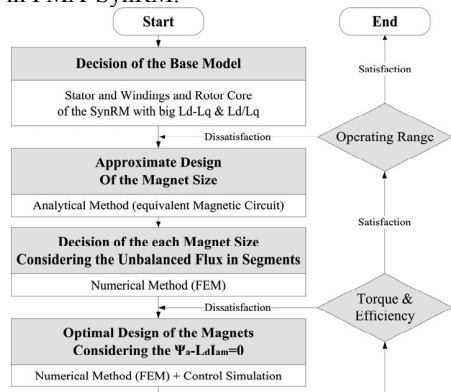 in PMA-SynRM.
Start
End
Decision of the Base Model
Satisfaction
Stator and Windings and Rotor Core
of the SynRM with big Ld-Lq & Ld/Lq
Dissatisfaction
Operating Range
Approximate Design
Of the Magnet Size
Analytical Method (equivalent Magnetic Circuit)
Satisfaction
Decision of the each Magnet Size
Considering the Unbalanced Flux in Segments
Numerical Method (FEM)
Dissatisfaction
Torque &
Efficiency
Optimal Design of the Magnets
Considering the Ψa-LdIam=0
Numerical Method (FEM) + Control Simulation